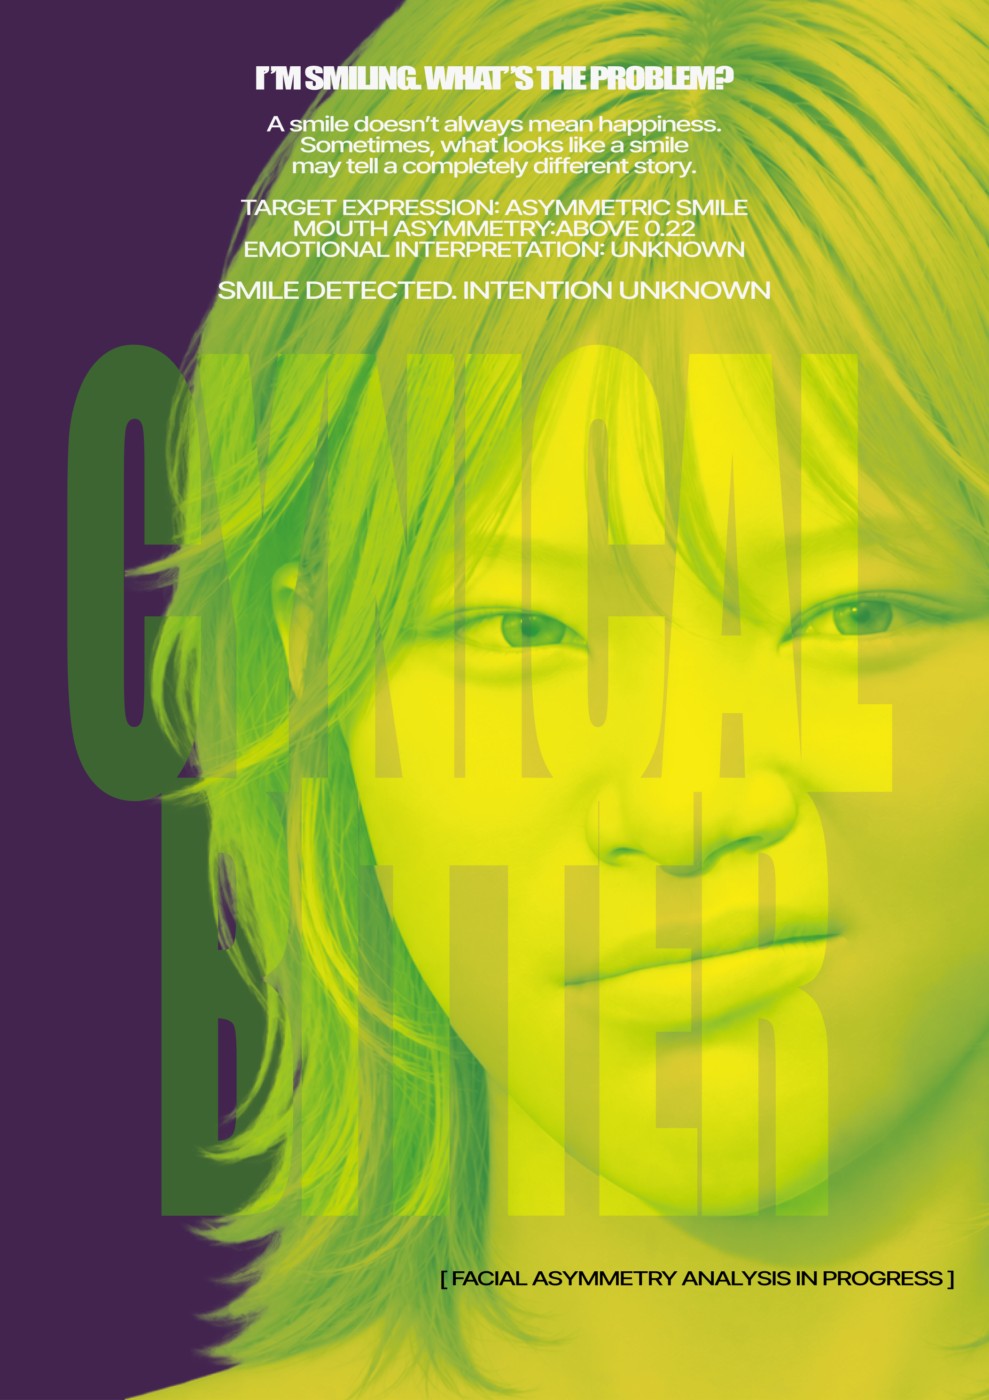 I'M SMILING. WHAT'S THE PROBLEM?
A smile doesn't always mean happiness.
Sometimes, what looks like a smile
may tell a completely different story.
TARGET EXPRESSION: ASYMMETRIC SMILE
MOUTH ASYMMETRY:ABOVE 0.22
EMOTIONAL INTERPRETATION: UNKNOWN
SMILE DETECTED. INTENTION UNKNOWN
CYNICAL
BITTER
[ FACIAL ASYMMETRY ANALYSIS IN PROGRESS ]